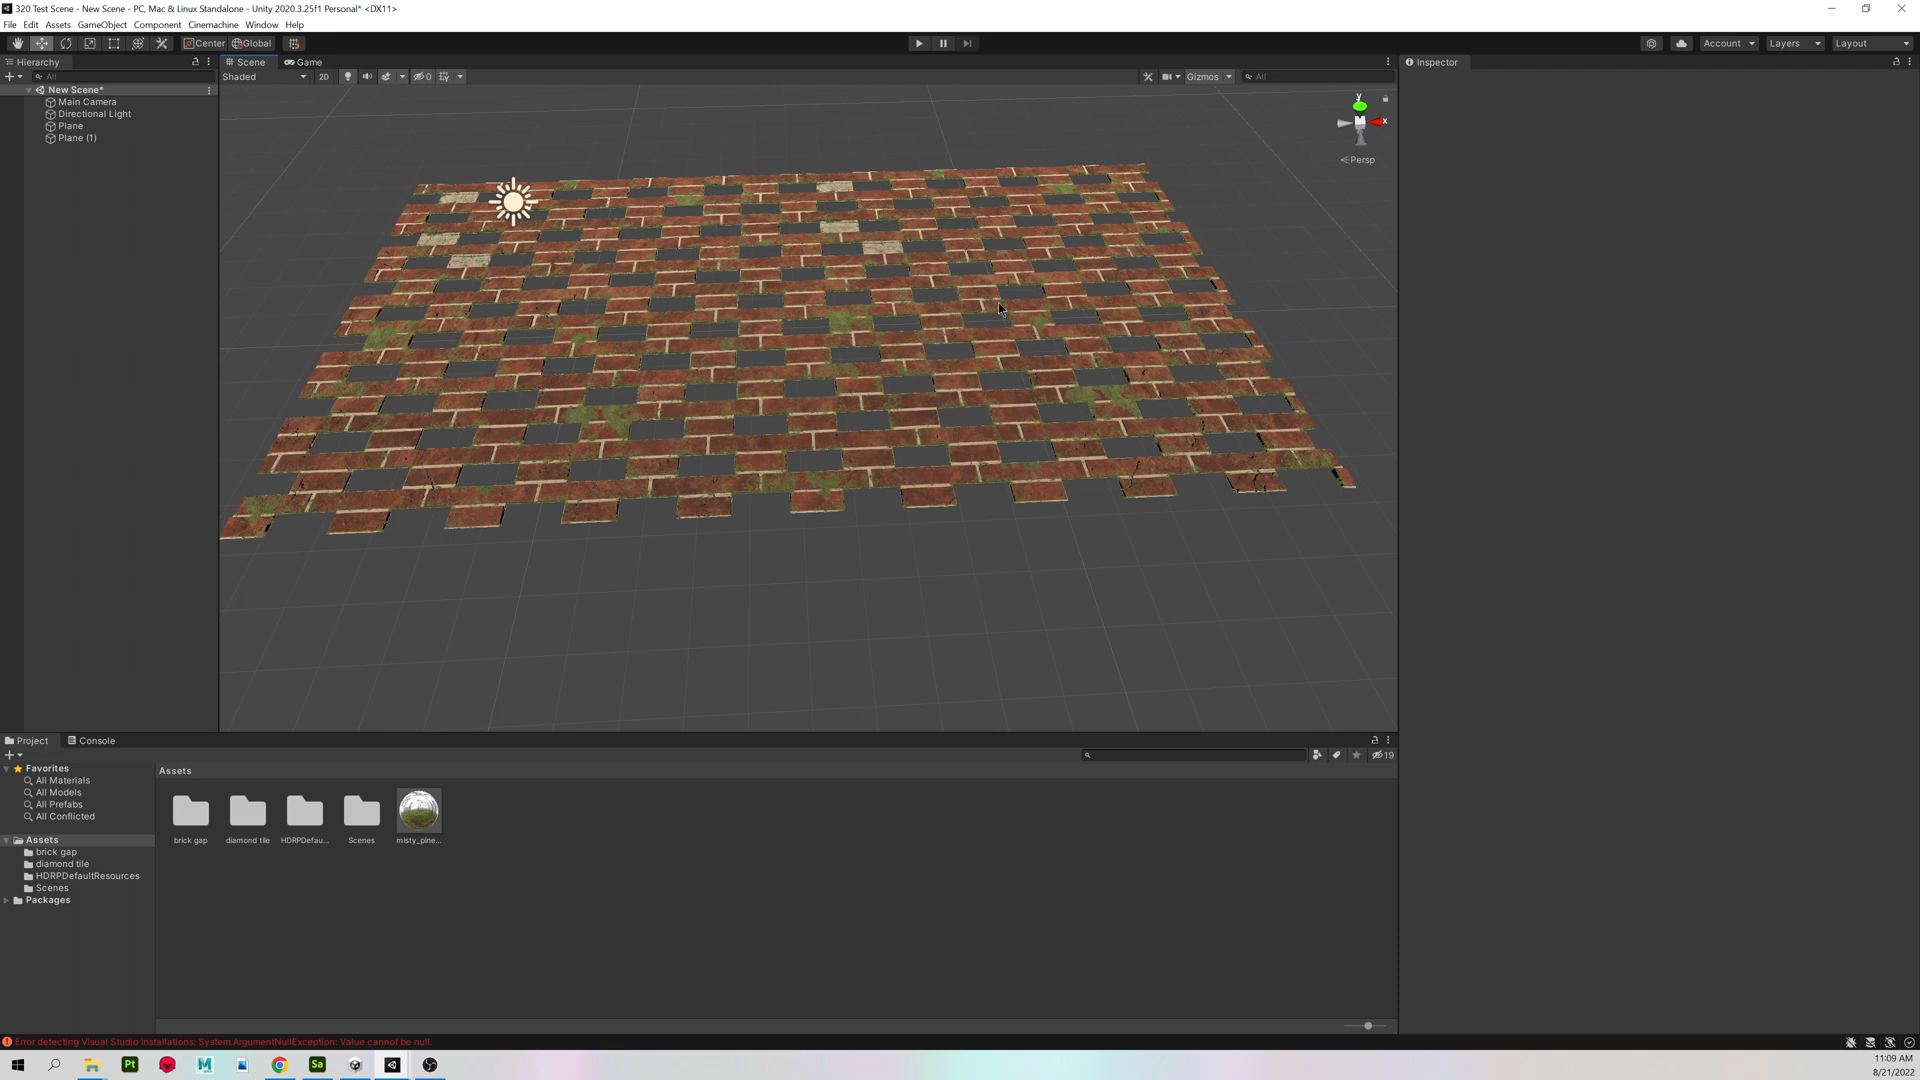 320 Test Scene - New Scene - PC, Mac & Linux Standalone - Unity 2020.3.25f1 Personal* <DX11>
File Edit Assets GameObject Component Cinemachine Window Help
Center Global
Account Layers Layout
Hierarchy
All
New Scene*
Main Camera
Directional Light
Plane
Plane (1)
Scene Game
Shaded 2D 0 Gizmos All
y
x
Persp
Inspector
Project Console
19
Favorites
All Materials
All Models
All Prefabs
All Conflicted
Assets
brick gap
diamond tile
HDRPDefaultResources
Scenes
Packages
Assets
brick gap diamond tile HDRPDefau... Scenes misty_pine...
Error detecting Visual Studio installations: System.ArgumentNullException: Value cannot be null.
Pt M Sa
11:09 AM
8/21/2022